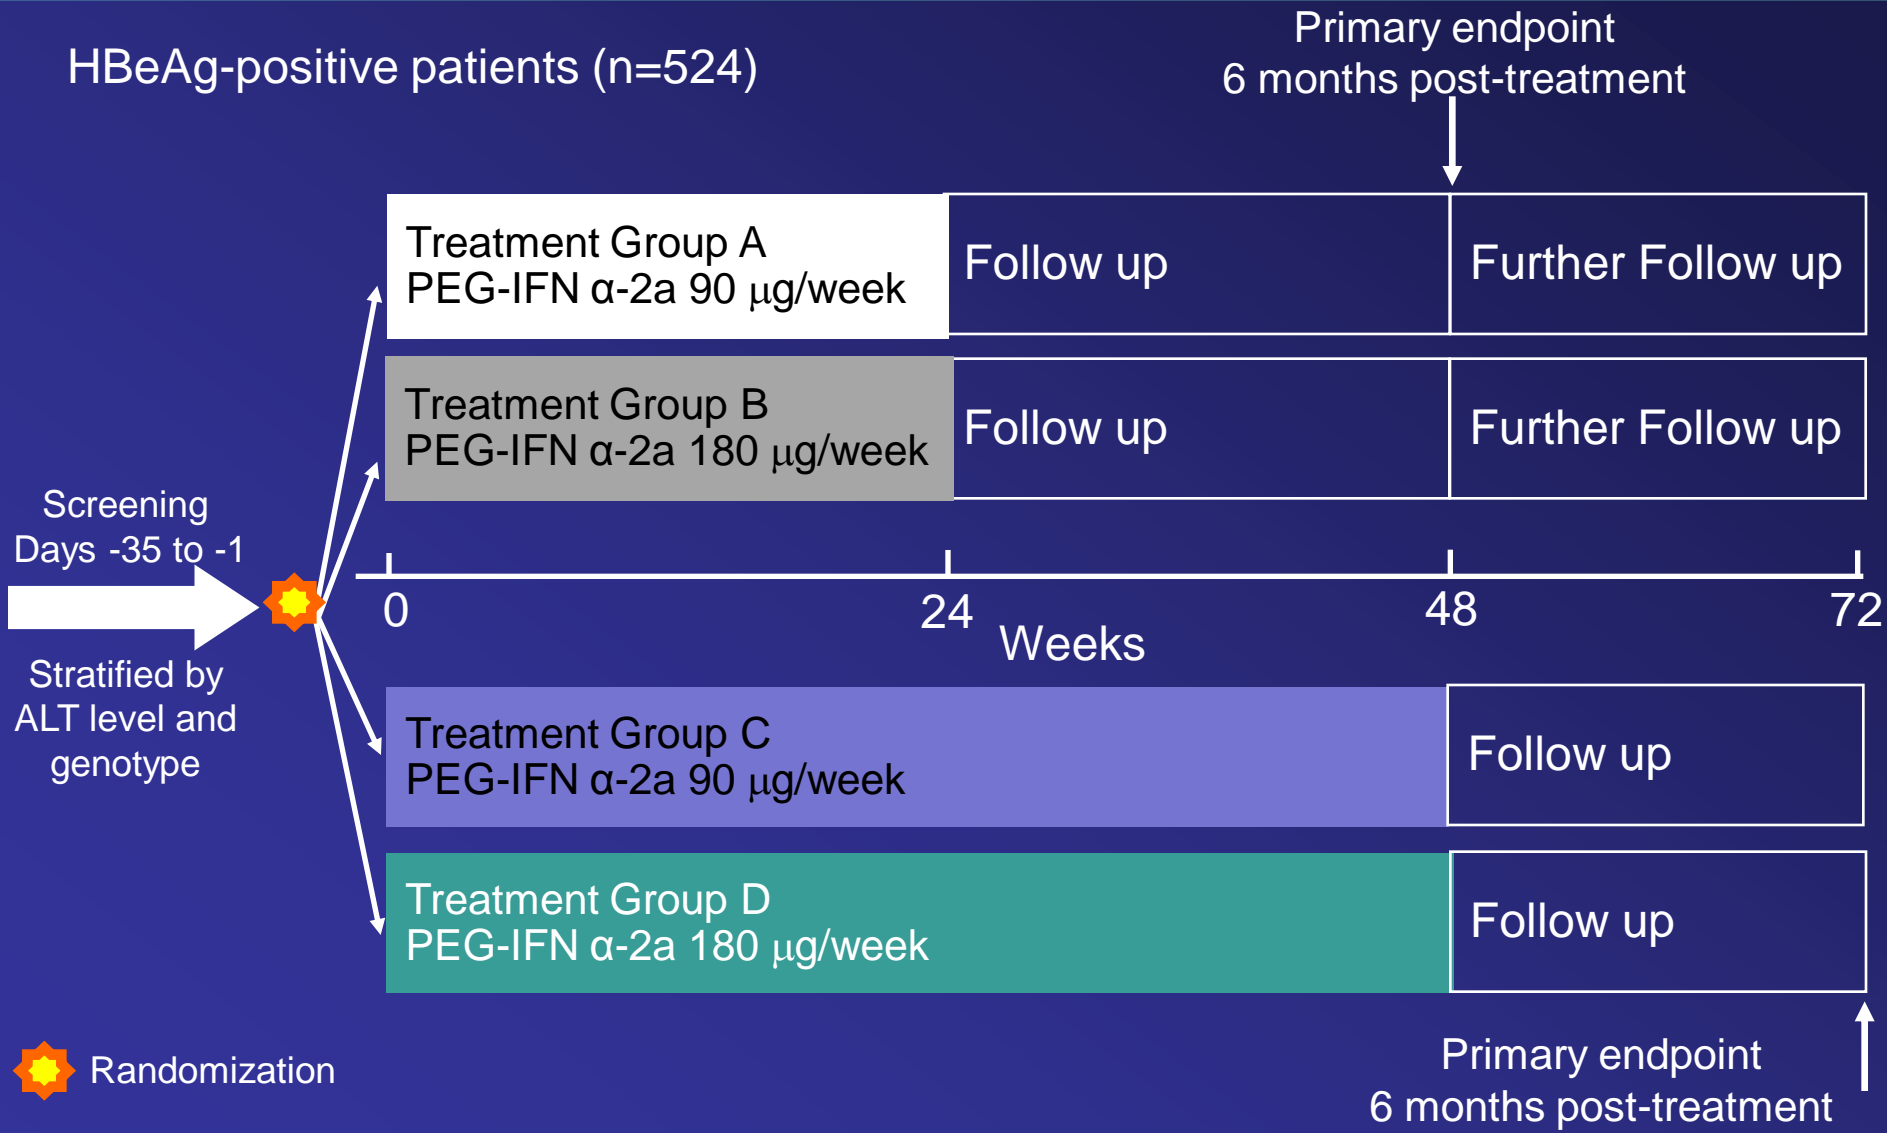 HBeAg-positive patients (n=524)
Primary endpoint
6 months post-treatment
Treatment Group A
PEG-IFN α-2a 90 μg/week
Follow up
Further Follow up
Treatment Group B
PEG-IFN α-2a 180 μg/week
Follow up
Further Follow up
Screening
Days -35 to -1
Stratified by
ALT level and
genotype
0
24
48
72
Weeks
Treatment Group C
PEG-IFN α-2a 90 μg/week
Follow up
Treatment Group D
PEG-IFN α-2a 180 μg/week
Follow up
Randomization
Primary endpoint
6 months post-treatment